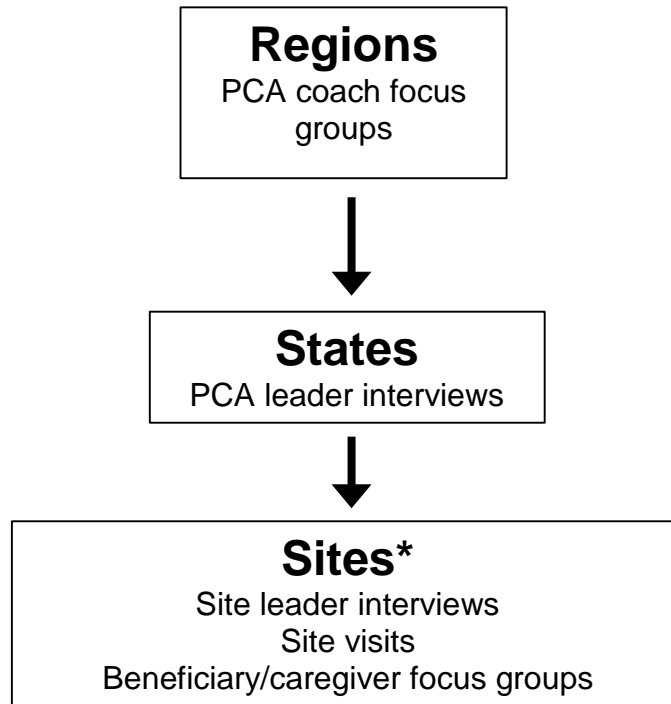 Regions
PCA coach focus
groups
States
PCA leader interviews
Sites*
Site leader interviews
Site visits
Beneficiary/caregiver focus groups